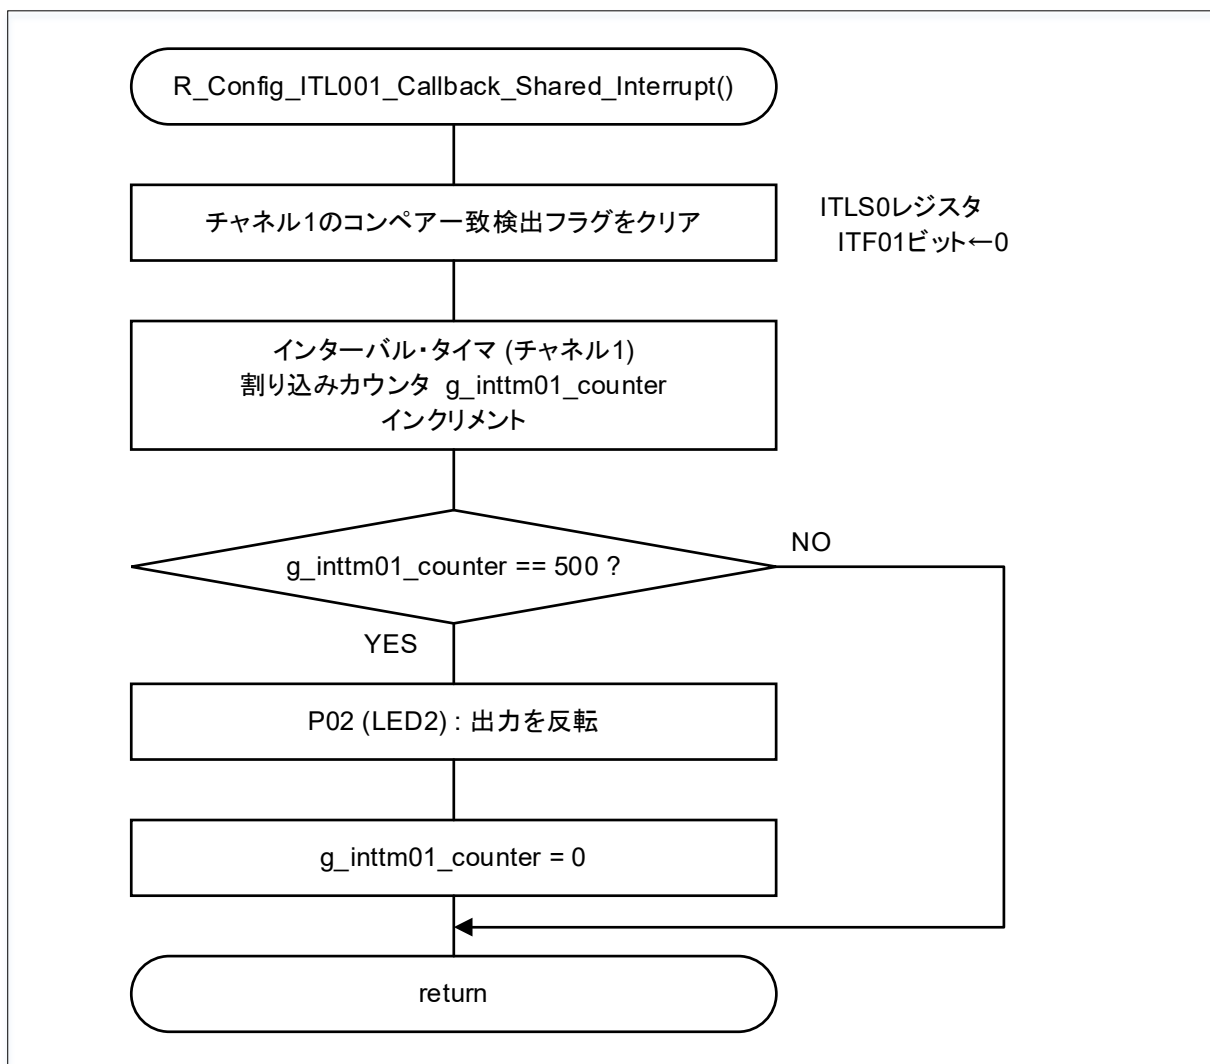 R_Config_ITL001_Callback_Shared_Interrupt()
チャネル1のコンペアー致検出フラグをクリア
ITLS0レジスタ
ITF01ビット←0
インターバル・タイマ (チャネル1)
割り込みカウンタ g_inttm01_counter
インクリメント
g_inttm01_counter == 500 ?
NO
YES
P02 (LED2) : 出力を反転
g_inttm01_counter = 0
return